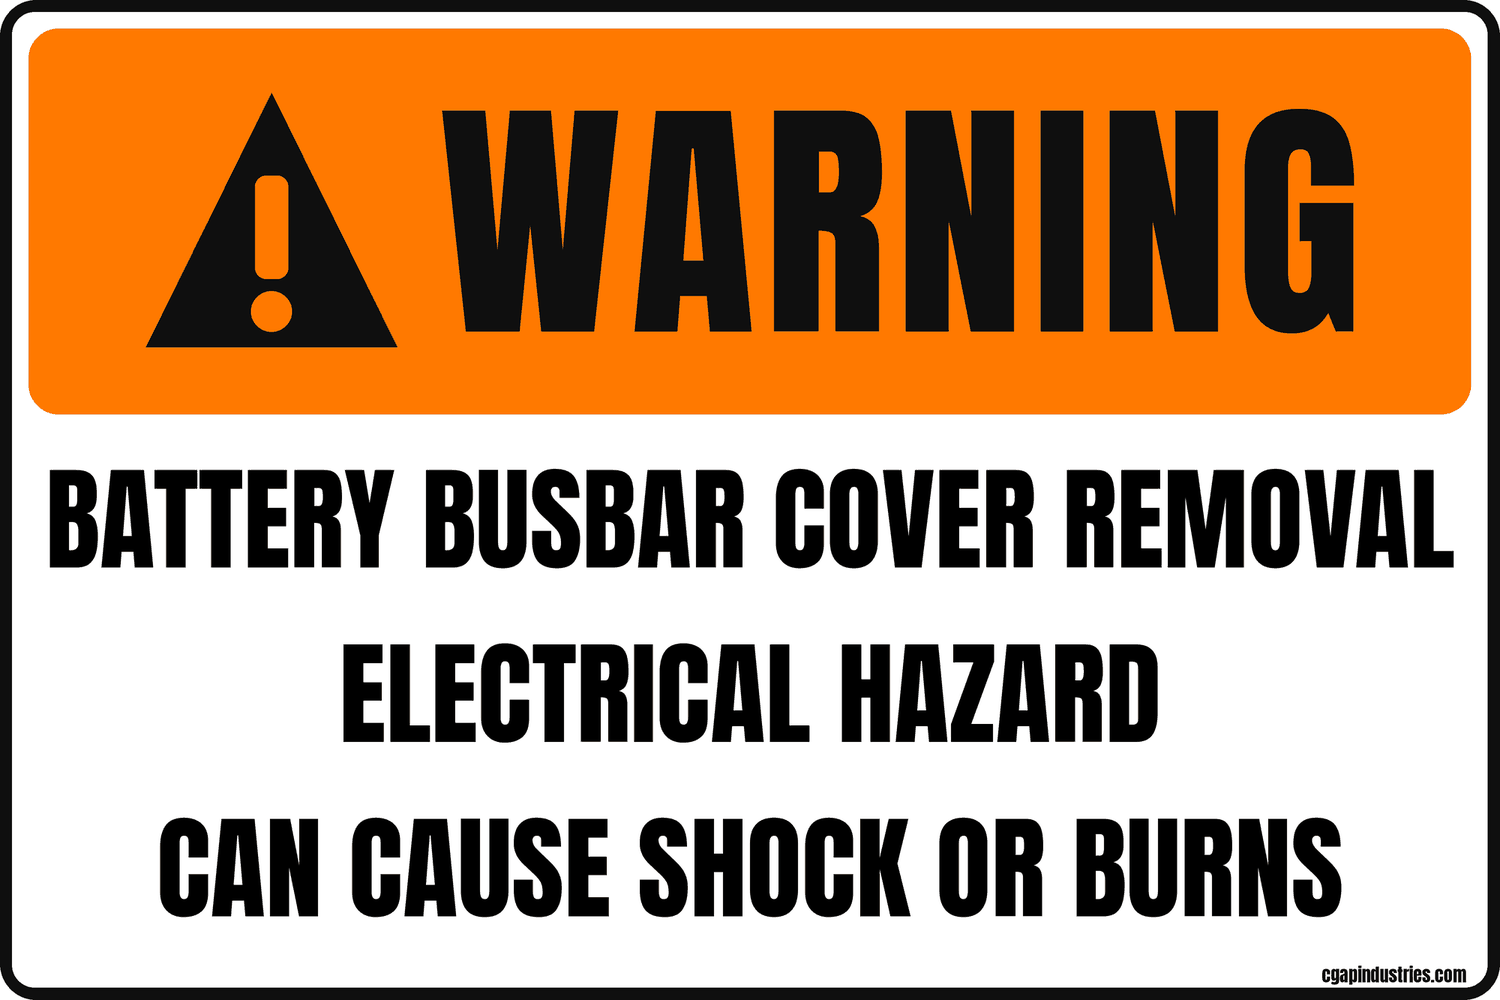 WARNING
BATTERY BUSBAR COVER REMOVAL
ELECTRICAL HAZARD
CAN CAUSE SHOCK OR BURNS
cgapindustries.com